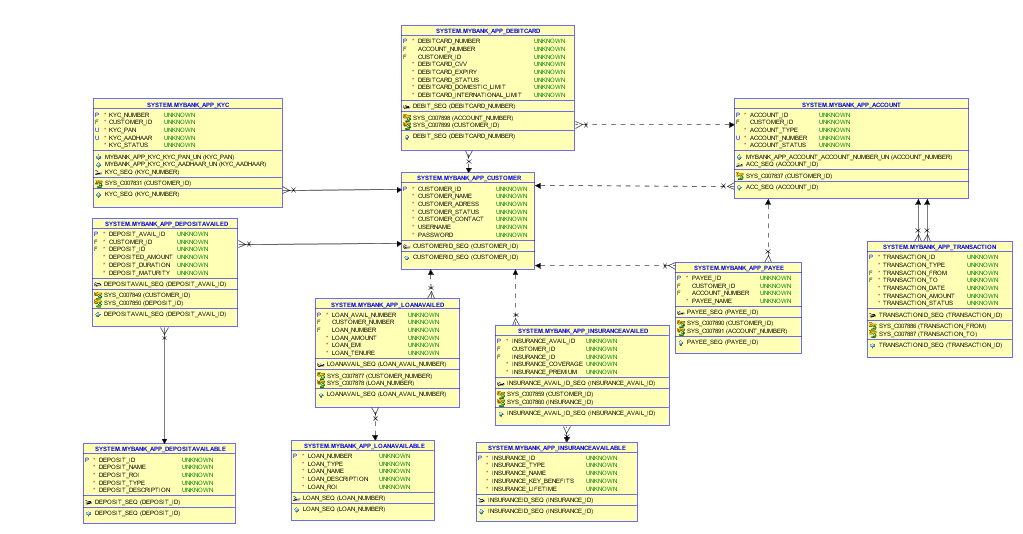 SYSTEM.MYBANK_APP_DEBITCARD
P * DEBITCARD_NUMBER UNKNOWN
F ACCOUNT_NUMBER UNKNOWN
F CUSTOMER_ID UNKNOWN
* DEBITCARD_CVV UNKNOWN
* DEBITCARD_EXPIRY UNKNOWN
* DEBITCARD_STATUS UNKNOWN
* DEBITCARD_DOMESTIC_LIMIT UNKNOWN
* DEBITCARD_INTERNATIONAL_LIMIT UNKNOWN
DEBIT_SEQ (DEBITCARD_NUMBER)
SYS_C007898 (ACCOUNT_NUMBER)
SYS_C007899 (CUSTOMER_ID)
DEBIT_SEQ (DEBITCARD_NUMBER)
SYSTEM.MYBANK_APP_KYC
P * KYC_NUMBER UNKNOWN
F * CUSTOMER_ID UNKNOWN
U * KYC_PAN UNKNOWN
U * KYC_AADHAAR UNKNOWN
* KYC_STATUS UNKNOWN
MYBANK_APP_KYC_KYC_PAN_UN (KYC_PAN)
MYBANK_APP_KYC_KYC_AADHAAR_UN (KYC_AADHAAR)
KYC_SEQ (KYC_NUMBER)
SYS_C007831 (CUSTOMER_ID)
KYC_SEQ (KYC_NUMBER)
SYSTEM.MYBANK_APP_ACCOUNT
P * ACCOUNT_ID UNKNOWN
F CUSTOMER_ID UNKNOWN
* ACCOUNT_TYPE UNKNOWN
U * ACCOUNT_NUMBER UNKNOWN
* ACCOUNT_STATUS UNKNOWN
MYBANK_APP_ACCOUNT_ACCOUNT_NUMBER_UN (ACCOUNT_NUMBER)
ACC_SEQ (ACCOUNT_ID)
SYS_C007837 (CUSTOMER_ID)
ACC_SEQ (ACCOUNT_ID)
SYSTEM.MYBANK_APP_CUSTOMER
P * CUSTOMER_ID UNKNOWN
* CUSTOMER_NAME UNKNOWN
* CUSTOMER_ADRESS UNKNOWN
* CUSTOMER_STATUS UNKNOWN
* CUSTOMER_CONTACT UNKNOWN
* USERNAME UNKNOWN
* PASSWORD UNKNOWN
CUSTOMERID_SEQ (CUSTOMER_ID)
CUSTOMERID_SEQ (CUSTOMER_ID)
SYSTEM.MYBANK_APP_DEPOSITAVAILED
P * DEPOSIT_AVAIL_ID UNKNOWN
F * CUSTOMER_ID UNKNOWN
F * DEPOSIT_ID UNKNOWN
* DEPOSITED_AMOUNT UNKNOWN
* DEPOSIT_DURATION UNKNOWN
* DEPOSIT_MATURITY UNKNOWN
DEPOSITAVAIL_SEQ (DEPOSIT_AVAIL_ID)
SYS_C007849 (CUSTOMER_ID)
SYS_C007850 (DEPOSIT_ID)
DEPOSITAVAIL_SEQ (DEPOSIT_AVAIL_ID)
SYSTEM.MYBANK_APP_TRANSACTION
P * TRANSACTION_ID UNKNOWN
* TRANSACTION_TYPE UNKNOWN
F * TRANSACTION_FROM UNKNOWN
F * TRANSACTION_TO UNKNOWN
* TRANSACTION_DATE UNKNOWN
* TRANSACTION_AMOUNT UNKNOWN
* TRANSACTION_STATUS UNKNOWN
TRANSACTIONID_SEQ (TRANSACTION_ID)
SYS_C007886 (TRANSACTION_FROM)
SYS_C007887 (TRANSACTION_TO)
TRANSACTIONID_SEQ (TRANSACTION_ID)
SYSTEM.MYBANK_APP_PAYEE
P * PAYEE_ID UNKNOWN
F CUSTOMER_ID UNKNOWN
F ACCOUNT_NUMBER UNKNOWN
* PAYEE_NAME UNKNOWN
PAYEE_SEQ (PAYEE_ID)
SYS_C007890 (CUSTOMER_ID)
SYS_C007891 (ACCOUNT_NUMBER)
PAYEE_SEQ (PAYEE_ID)
SYSTEM.MYBANK_APP_LOANAVAILED
P * LOAN_AVAIL_NUMBER UNKNOWN
F CUSTOMER_NUMBER UNKNOWN
F * LOAN_NUMBER UNKNOWN
* LOAN_AMOUNT UNKNOWN
* LOAN_EMI UNKNOWN
* LOAN_TENURE UNKNOWN
LOANAVAIL_SEQ (LOAN_AVAIL_NUMBER)
SYS_C007877 (CUSTOMER_NUMBER)
SYS_C007878 (LOAN_NUMBER)
LOANAVAIL_SEQ (LOAN_AVAIL_NUMBER)
SYSTEM.MYBANK_APP_INSURANCEAVAILED
P * INSURANCE_AVAIL_ID UNKNOWN
F CUSTOMER_ID UNKNOWN
F * INSURANCE_ID UNKNOWN
* INSURANCE_COVERAGE UNKNOWN
* INSURANCE_PREMIUM UNKNOWN
INSURANCE_AVAIL_ID_SEQ (INSURANCE_AVAIL_ID)
SYS_C007859 (CUSTOMER_ID)
SYS_C007860 (INSURANCE_ID)
INSURANCE_AVAIL_ID_SEQ (INSURANCE_AVAIL_ID)
SYSTEM.MYBANK_APP_DEPOSITAVAILABLE
P * DEPOSIT_ID UNKNOWN
* DEPOSIT_NAME UNKNOWN
* DEPOSIT_ROI UNKNOWN
* DEPOSIT_TYPE UNKNOWN
* DEPOSIT_DESCRIPTION UNKNOWN
DEPOSIT_SEQ (DEPOSIT_ID)
DEPOSIT_SEQ (DEPOSIT_ID)
SYSTEM.MYBANK_APP_LOANAVAILABLE
P * LOAN_NUMBER UNKNOWN
* LOAN_TYPE UNKNOWN
* LOAN_NAME UNKNOWN
* LOAN_DESCRIPTION UNKNOWN
* LOAN_ROI UNKNOWN
LOAN_SEQ (LOAN_NUMBER)
LOAN_SEQ (LOAN_NUMBER)
SYSTEM.MYBANK_APP_INSURANCEAVAILABLE
P * INSURANCE_ID UNKNOWN
* INSURANCE_TYPE UNKNOWN
* INSURANCE_NAME UNKNOWN
* INSURANCE_KEY_BENEFITS UNKNOWN
* INSURANCE_LIFETIME UNKNOWN
INSURANCEID_SEQ (INSURANCE_ID)
INSURANCEID_SEQ (INSURANCE_ID)